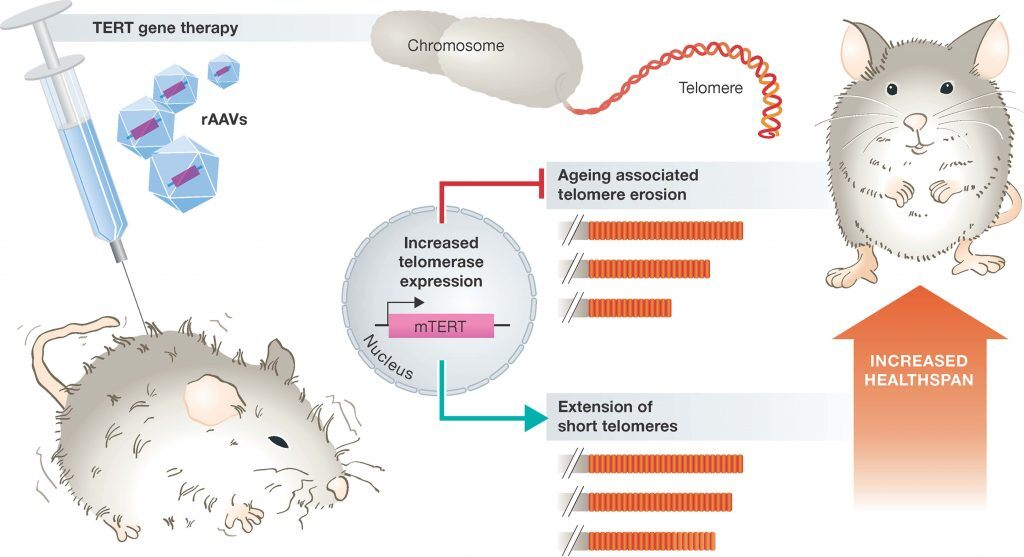 TERT gene therapy
Chromosome
rAAVs
Telomere
Ageing associated
telomere erosion
Increased
telomerase
expression
mTERT
Nucleus
INCREASED
HEALTHSPAN
Extension of
short telomeres